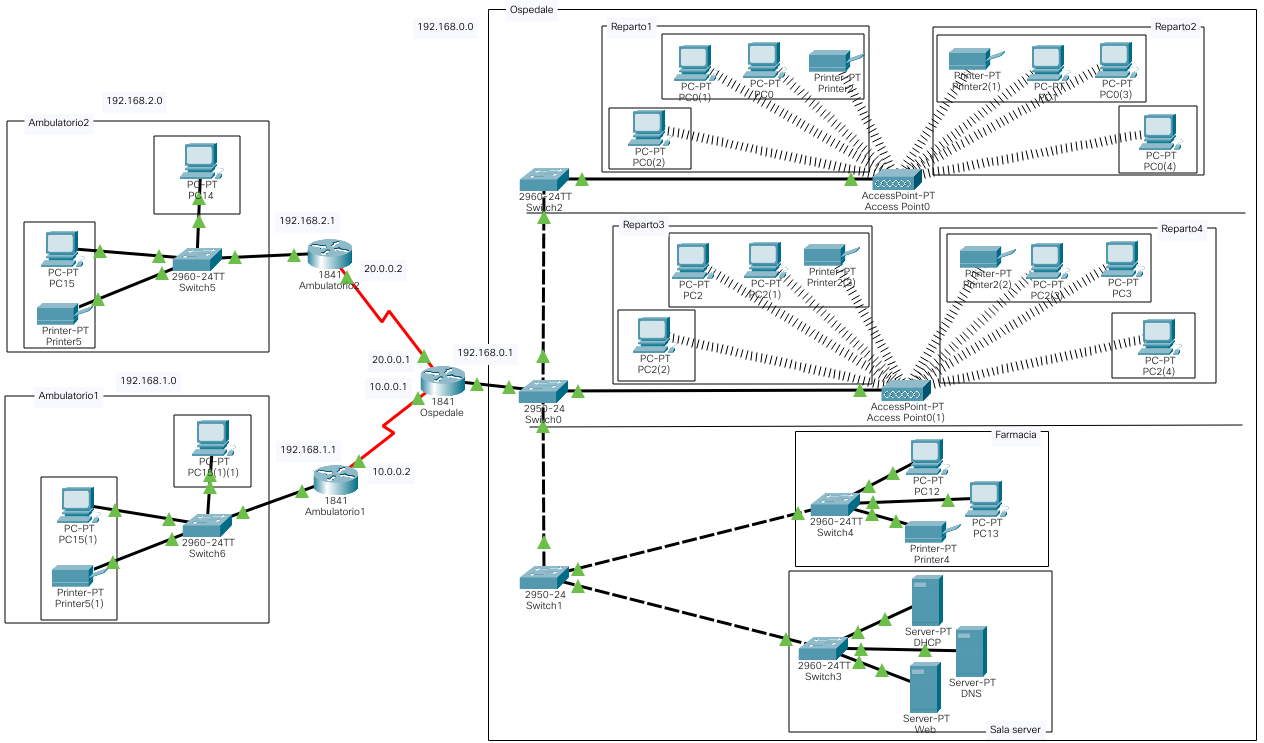 Ospedale
192.168.0.0
Reparto1
PC-PT
PC0(1)
PC-PT
PC0
Printer-PT
Printer2
PC-PT
PC0(2)
Reparto2
Printer-PT
Printer2(1)
PC-PT
PC-PT
PC0(3)
PC-PT
PC0(4)
2960-24TT
Switch2
AccessPoint-PT
Access Point0
192.168.2.0
Ambulatorio2
PC-PT
PC14
PC-PT
PC15
Printer-PT
Printer5
2960-24TT
Switch5
192.168.2.1
1841
Ambulatorio2
20.0.0.2
20.0.0.1
10.0.0.1
1841
Ospedale
192.168.0.1
2950-24
Switch0
Reparto3
PC-PT
PC2
PC-PT
PC2(1)
Printer-PT
Printer2(3)
PC-PT
PC2(2)
Reparto4
Printer-PT
Printer2(2)
PC-PT
PC2(3)
PC-PT
PC3
PC-PT
PC2(4)
AccessPoint-PT
Access Point0(1)
192.168.1.0
Ambulatorio1
PC-PT
PC15(1)(1)
PC-PT
PC15(1)
Printer-PT
Printer5(1)
2960-24TT
Switch6
192.168.1.1
1841
Ambulatorio1
10.0.0.2
Farmacia
PC-PT
PC12
PC-PT
PC13
2960-24TT
Switch4
Printer-PT
Printer4
2950-24
Switch1
2960-24TT
Switch3
Server-PT
DHCP
Server-PT
DNS
Server-PT
Web
Sala server